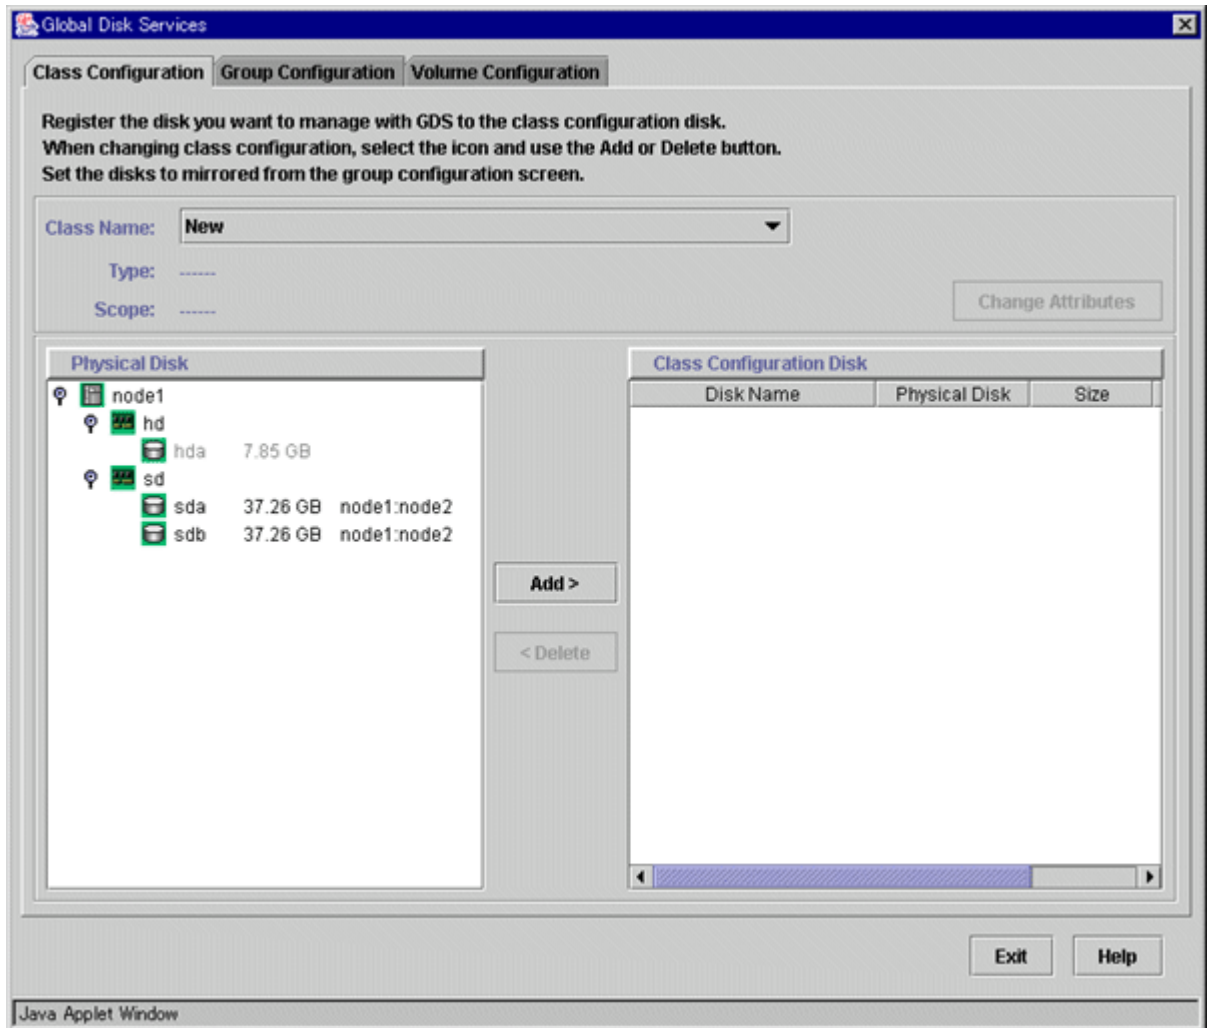 Global Disk Services
Class Configuration Group Configuration Volume Configuration
Register the disk you want to manage with GDS to the class configuration disk.
When changing class configuration, select the icon and use the Add or Delete button.
Set the disks to mirrored from the group configuration screen.
Class Name: New
Type: ------
Scope: ------
Change Attributes
Physical Disk
node1
hd
hda 7.85 GB
sd
sda 37.26 GB node1:node2
sdb 37.26 GB node1:node2
Add >
< Delete
Class Configuration Disk
Disk Name Physical Disk Size
Exit Help
Java Applet Window